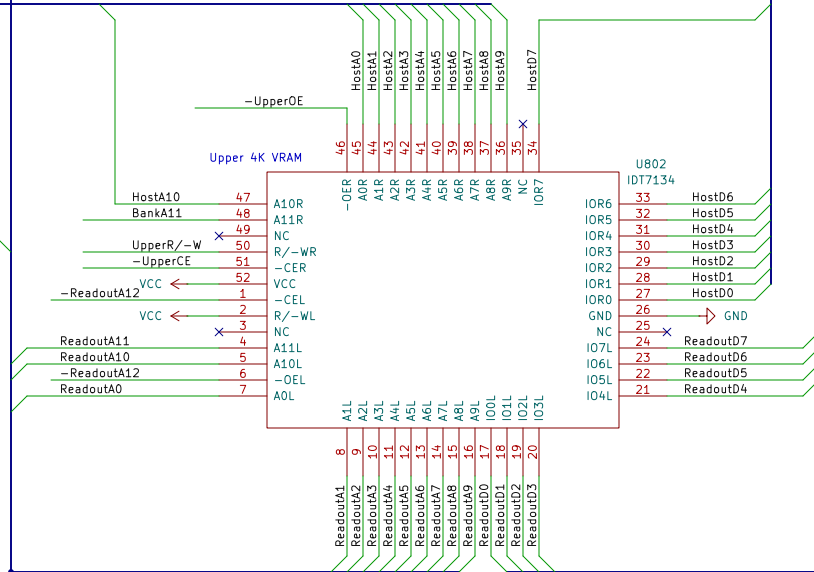 HostA0
HostA1
HostA2
HostA3
HostA4
HostA5
HostA6
HostA7
HostA8
HostA9
HostD7
-UpperOE
46
45
44
43
42
41
40
39
38
37
36
35
34
Upper 4K VRAM
U802
IDT7134
-OER
A0R
A1R
A2R
A3R
A4R
A5R
A6R
A7R
A8R
A9R
NC
IOR7
HostA10 47 A10R
BankA11 48 A11R
49 NC
UpperR/-W 50 R/-WR
-UpperCE 51 -CER
VCC 52 VCC
-ReadoutA12 1 -CEL
VCC 2 R/-WL
3 NC
ReadoutA11 4 A11L
ReadoutA10 5 A10L
-ReadoutA12 6 -OEL
ReadoutA0 7 A0L
IOR6 33 HostD6
IOR5 32 HostD5
IOR4 31 HostD4
IOR3 30 HostD3
IOR2 29 HostD2
IOR1 28 HostD1
IOR0 27 HostD0
GND 26 GND
NC 25
IO7L 24 ReadoutD7
IO6L 23 ReadoutD6
IO5L 22 ReadoutD5
IO4L 21 ReadoutD4
A1L
A2L
A3L
A4L
A5L
A6L
A7L
A8L
A9L
IO0L
IO1L
IO2L
IO3L
8
9
10
11
12
13
14
15
16
17
18
19
20
ReadoutA1
ReadoutA2
ReadoutA3
ReadoutA4
ReadoutA5
ReadoutA6
ReadoutA7
ReadoutA8
ReadoutA9
ReadoutD0
ReadoutD1
ReadoutD2
ReadoutD3